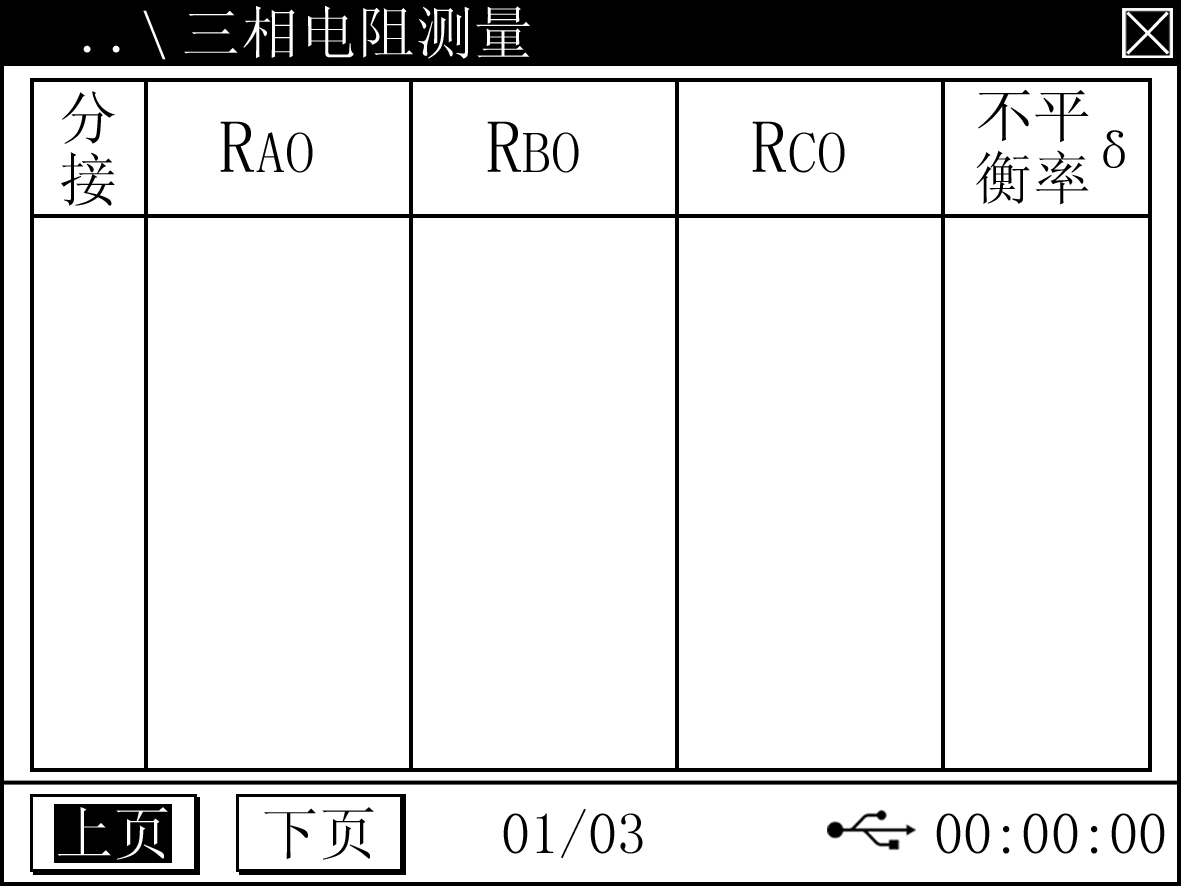 ..\三相电阻测量
分接
RAO
RBO
RCO
不平衡率 δ
上页
下页
01/03
00:00:00